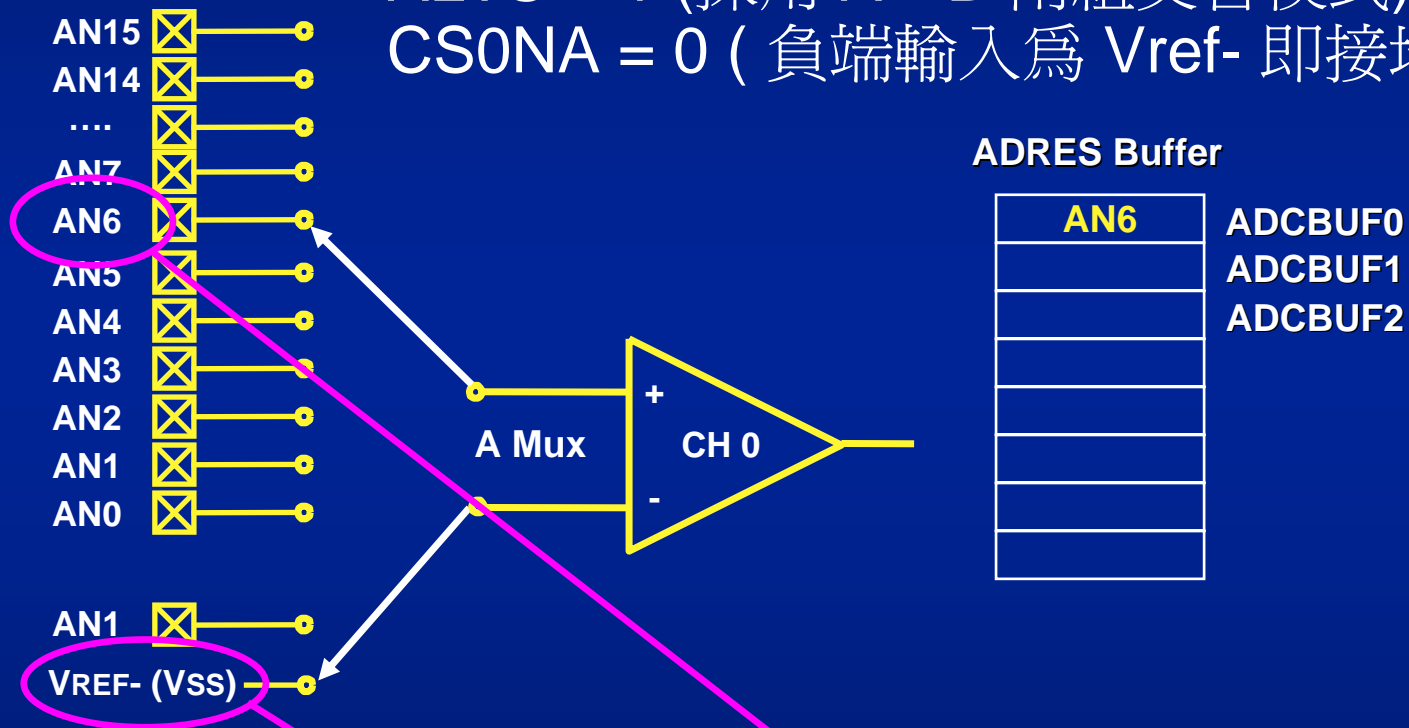 CS0NA = 0 ( 負端輸入爲 Vref- 即接
AN15
AN14
....
AN7
AN6
AN5
AN4
AN3
AN2
AN1
AN0
AN1
VREF- (VSS)
A Mux
+
CH 0
-
ADRES Buffer
AN6
ADCBUF0
ADCBUF1
ADCBUF2